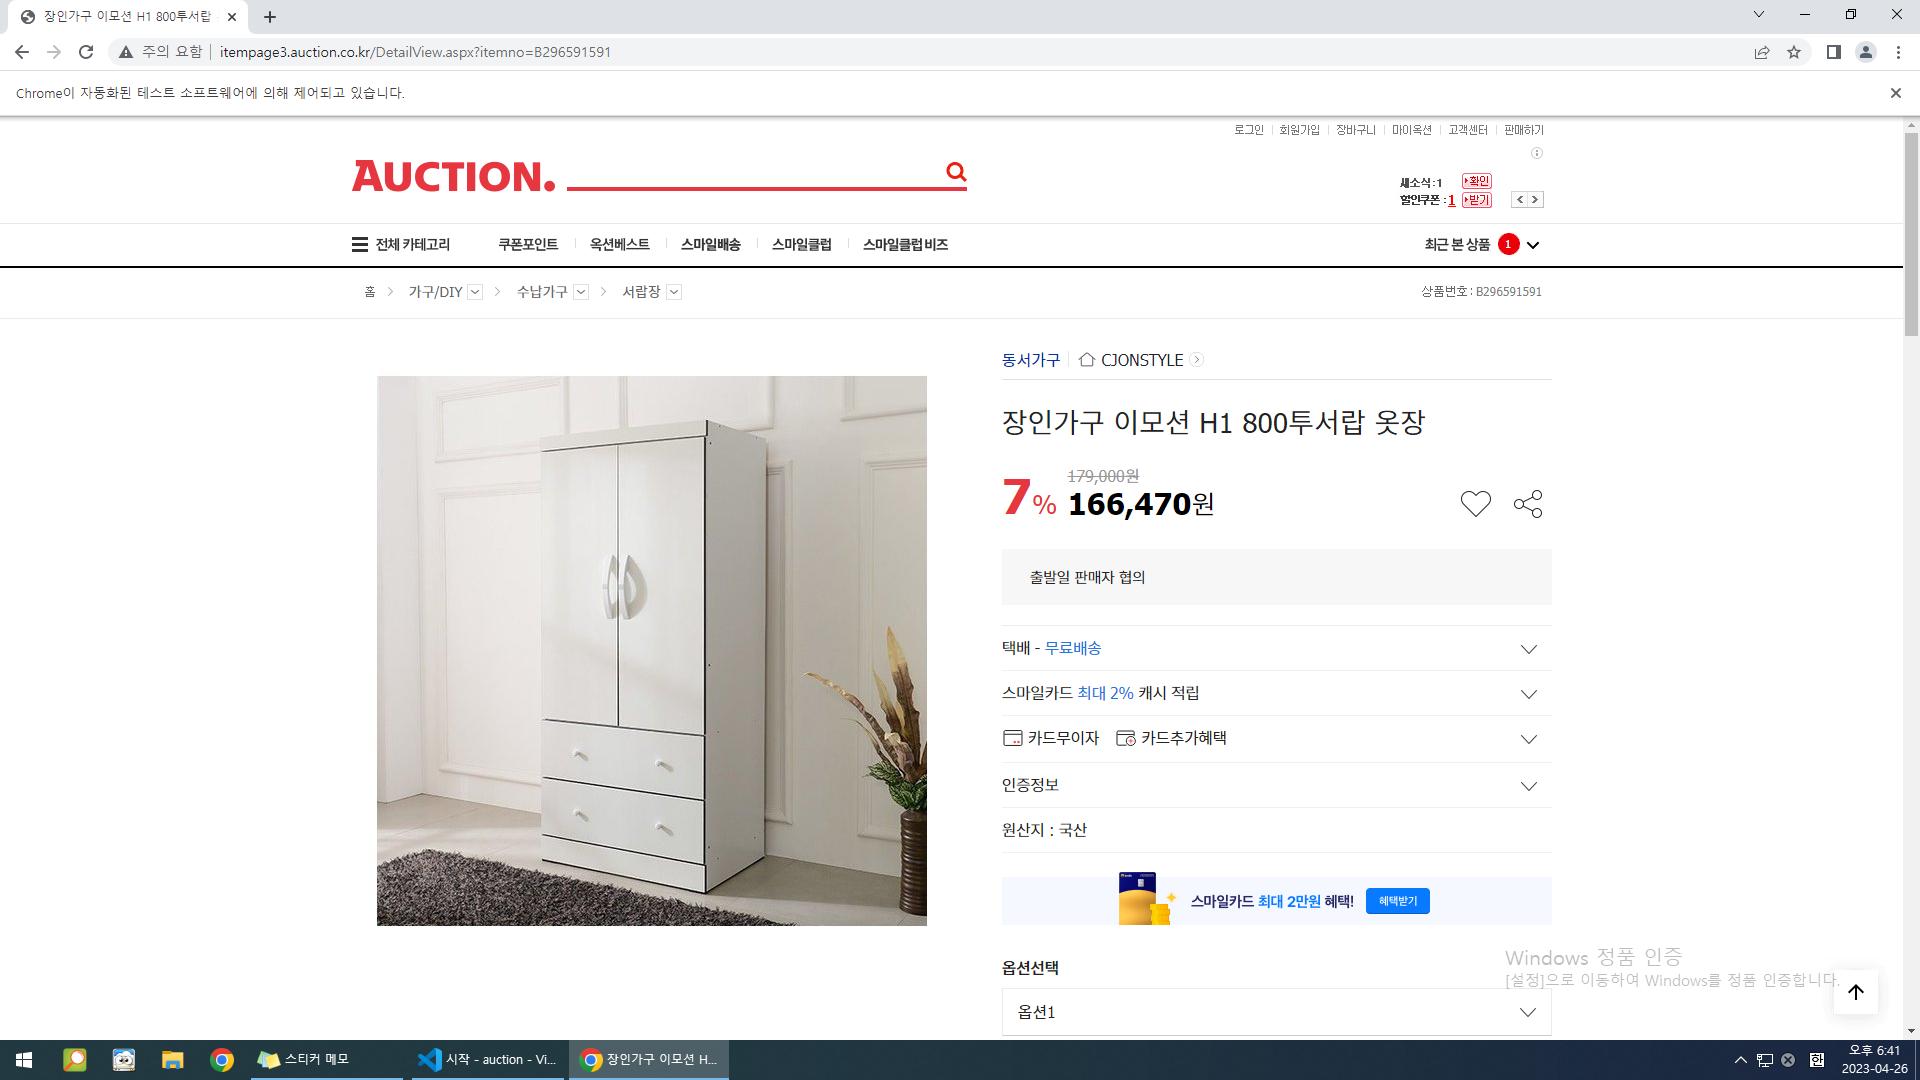 장인가구 이모션 H1 800투서랍
주의 요함
itempage3.auction.co.kr/DetailView.aspx?itemno=B296591591
Chrome이 자동화된 테스트 소프트웨어에 의해 제어되고 있습니다.
로그인 회원가입 장바구니 마이옥션 고객센터 판매하기
AUCTION.
새소식:1 확인
할인쿠폰 : 1 받기
전체 카테고리 쿠폰포인트 옥션베스트 스마일배송 스마일클럽 스마일클럽 비즈 최근 본 상품 1
홈 가구/DIY 수납가구 서랍장 상품번호 : B296591591
동서가구 CJONSTYLE
장인가구 이모션 H1 800투서랍 옷장
179,000원
7% 166,470원
출발일 판매자 협의
택배 - 무료배송
스마일카드 최대 2% 캐시 적립
카드무이자 카드추가혜택
인증정보
원산지 : 국산
스마일카드 최대 2만원 혜택! 혜택받기
옵션선택
옵션1
Windows 정품 인증
[설정]으로 이동하여 Windows를 정품 인증합니다.
스티커 메모 시작 - auction - Vi... 장인가구 이모션 H... 한 오후 6:41
2023-04-26